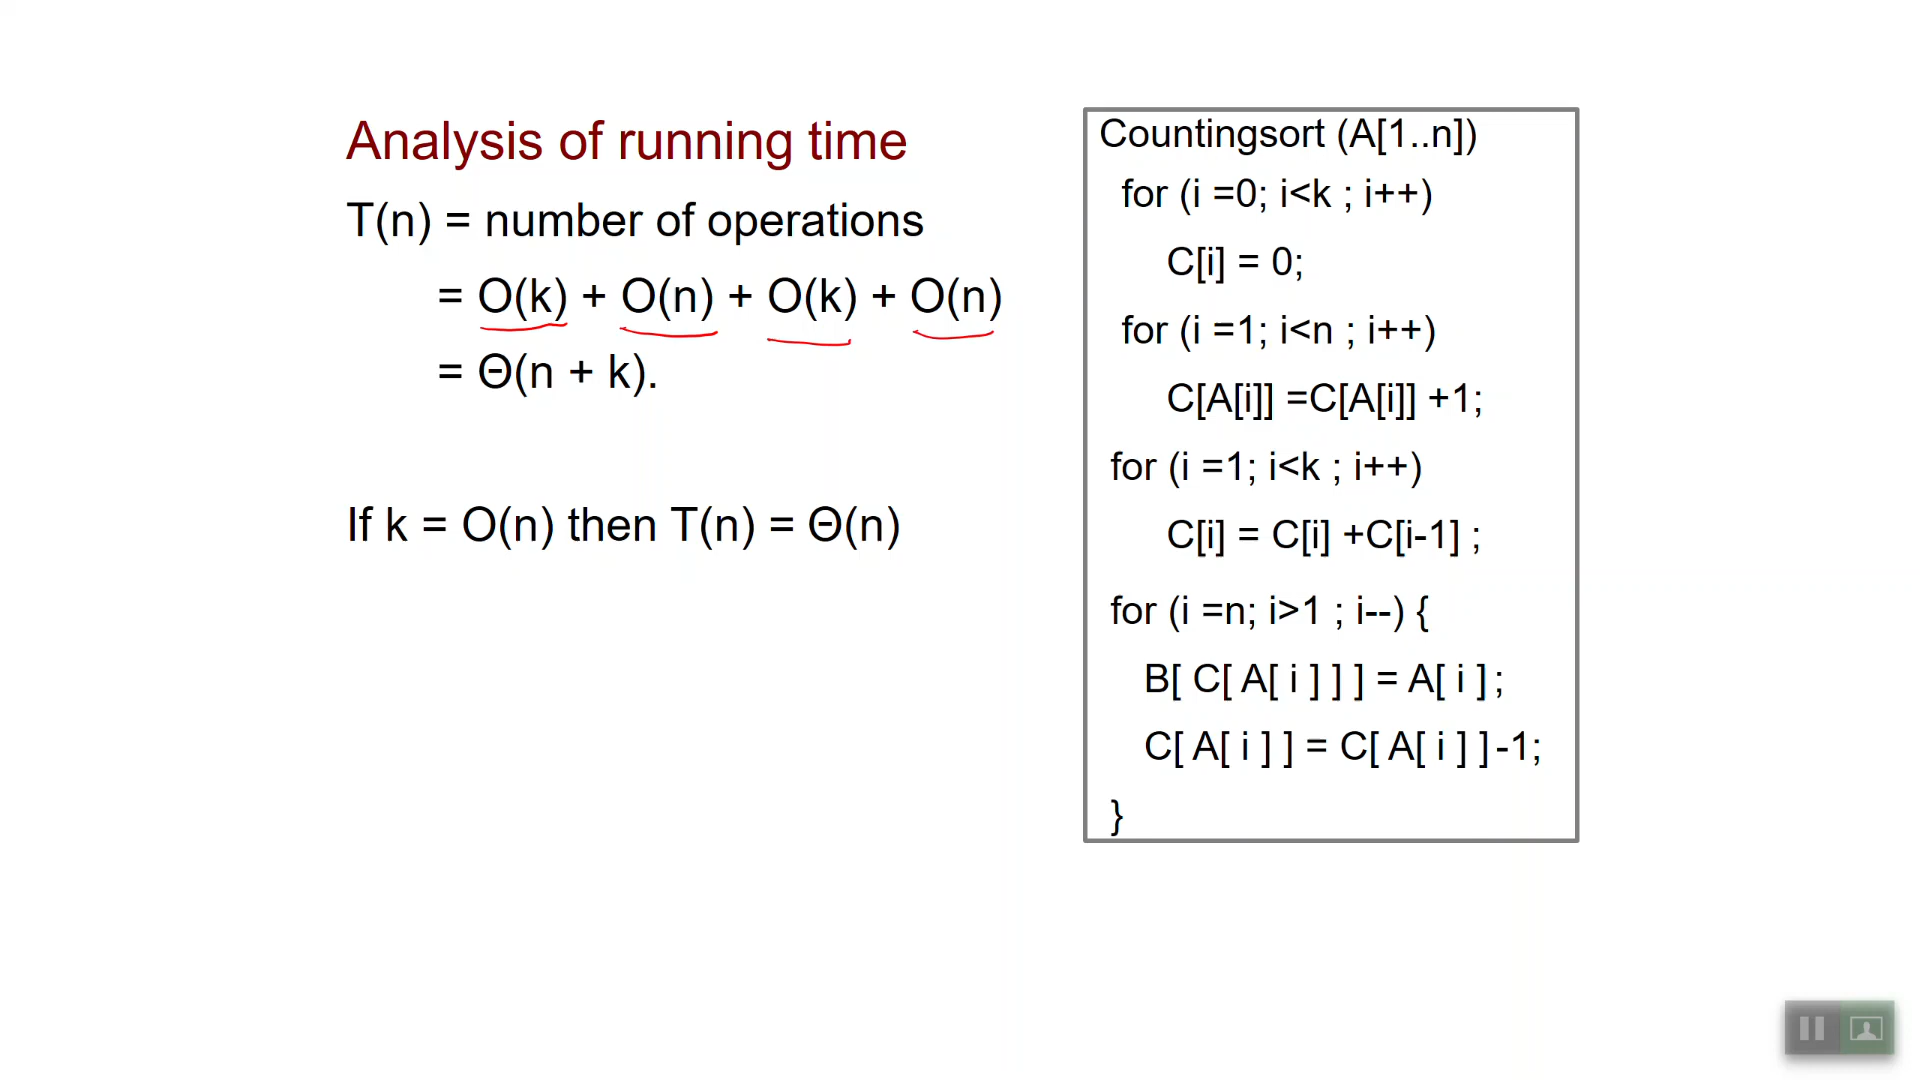 Analysis of running time
T(n) = number of operations
= O(k) + O(n) + O(k) + O(n)
= Θ(n + k).
If k = O(n) then T(n) = Θ(n)
Countingsort (A[1..n])
for (i =0; i<k ; i++)
C[i] = 0;
for (i =1; i<n ; i++)
C[A[i]] =C[A[i]] +1;
for (i =1; i<k ; i++)
C[i] = C[i] +C[i-1] ;
for (i =n; i>1 ; i--) {
B[ C[ A[ i ] ] ] = A[ i ] ;
C[ A[ i ] ] = C[ A[ i ] ] -1;
}